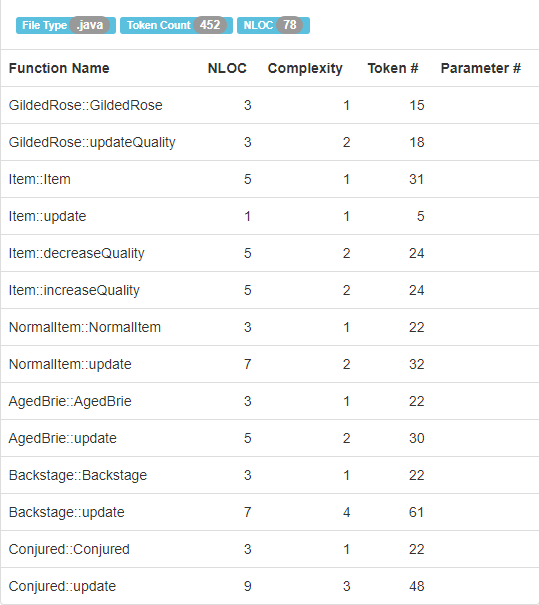 File Type .java Token Count 452 NLOC 78
Function Name NLOC Complexity Token # Parameter #
GildedRose::GildedRose 3 1 15
GildedRose::updateQuality 3 2 18
Item::Item 5 1 31
Item::update 1 1 5
Item::decreaseQuality 5 2 24
Item::increaseQuality 5 2 24
NormalItem::NormalItem 3 1 22
NormalItem::update 7 2 32
AgedBrie::AgedBrie 3 1 22
AgedBrie::update 5 2 30
Backstage::Backstage 3 1 22
Backstage::update 7 4 61
Conjured::Conjured 3 1 22
Conjured::update 9 3 48